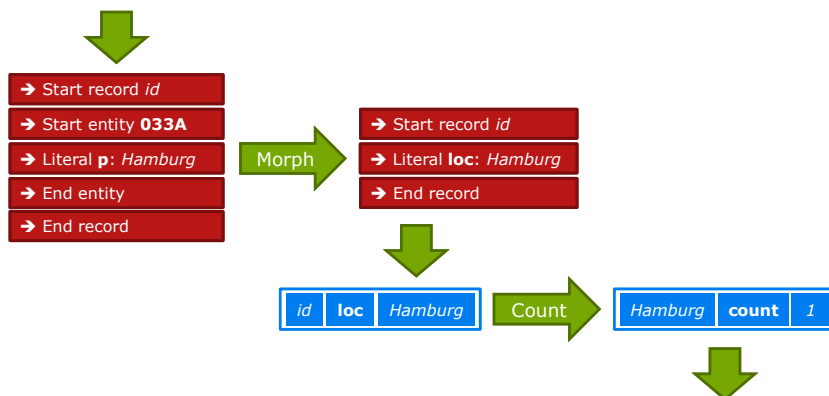 ➔ Start record id
➔ Start entity 033A
➔ Literal p: Hamburg
➔ End entity
➔ End record
Morph
➔ Start record id
➔ Literal loc: Hamburg
➔ End record
id loc Hamburg
Count
Hamburg count 1